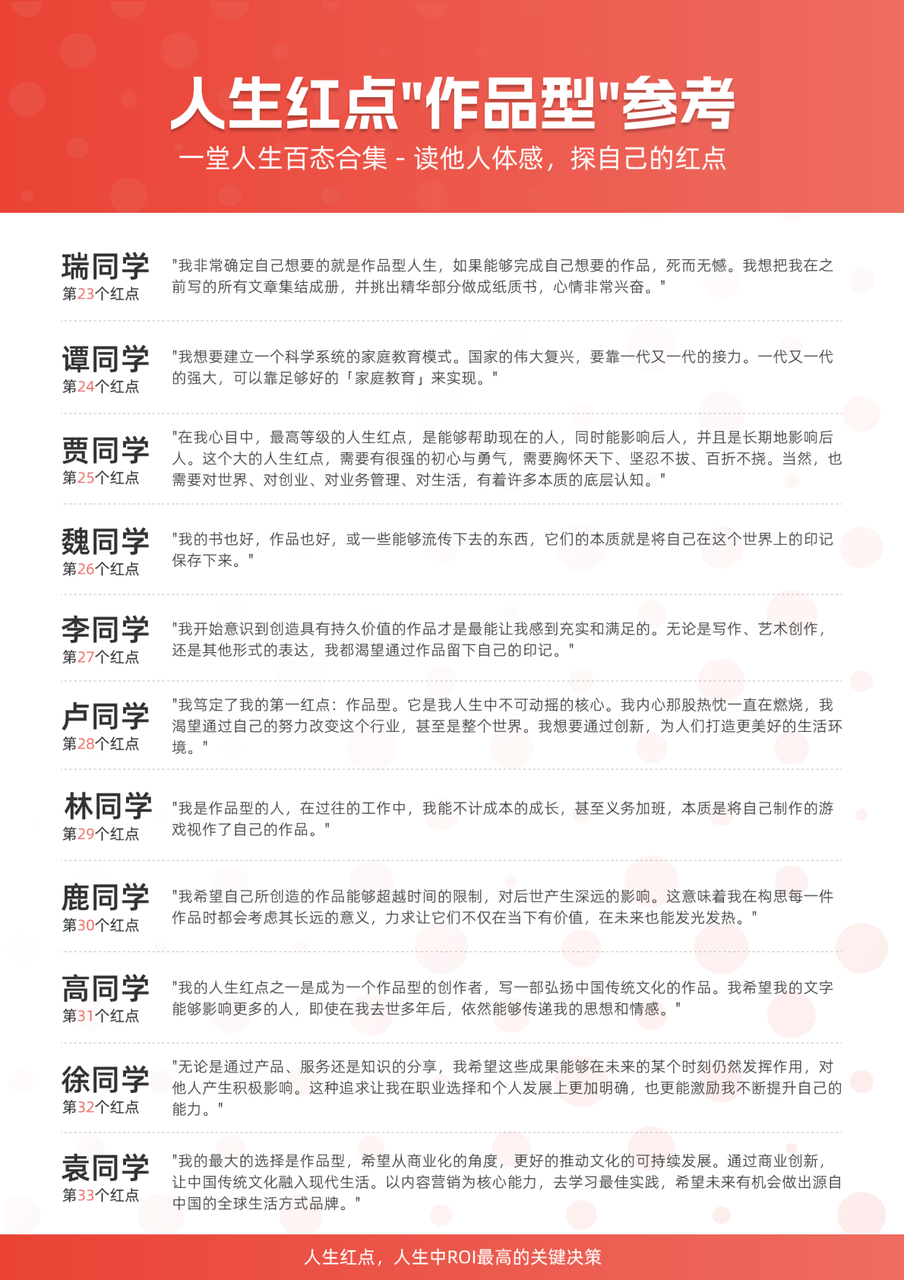 人生红点"作品型"参考
一堂人生百态合集 - 读他人体感，探自己的红点
瑞同学
第23个红点
"我非常确定自己想要的就是作品型人生，如果能够完成自己想要的作品，死而无憾。我想把我在之
前写的所有文章集结成册，并挑出精华部分做成纸质书，心情非常兴奋。"
谭同学
第24个红点
"我想要建立一个科学系统的家庭教育模式。国家的伟大复兴，要靠一代又一代的接力。一代又一代
的强大，可以靠足够好的「家庭教育」来实现。"
贾同学
第25个红点
"在我心目中，最高等级的人生红点，是能够帮助现在的人，同时能影响后人，并且是长期地影响后
人。这个大的人生红点，需要有很强的初心与勇气，需要胸怀天下、坚忍不拔、百折不挠。当然，也
需要对世界、对创业、对业务管理、对生活，有着许多本质的底层认知。"
魏同学
第26个红点
"我的书也好，作品也好，或一些能够流传下去的东西，它们的本质就是将自己在这个世界上的印记
保存下来。"
李同学
第27个红点
"我开始意识到创造具有持久价值的作品才是最能让我感到充实和满足的。无论是写作、艺术创作，
还是其他形式的表达，我都渴望通过作品留下自己的印记。"
卢同学
第28个红点
"我笃定了我的第一红点：作品型。它是我人生中不可动摇的核心。我内心那股热忱一直在燃烧，我
渴望通过自己的努力改变这个行业，甚至是整个世界。我想要通过创新，为人们打造更美好的生活环
境。"
林同学
第29个红点
"我是作品型的人，在过往的工作中，我能不计成本的成长，甚至义务加班，本质是将自己制作的游
戏视作了自己的作品。"
鹿同学
第30个红点
"我希望自己所创造的作品能够超越时间的限制，对后世产生深远的影响。这意味着我在构思每一件
作品时都会考虑其长远的意义，力求让它们不仅在当下有价值，在未来也能发光发热。"
高同学
第31个红点
"我的人生红点之一是成为一个作品型的创作者，写一部弘扬中国传统文化的作品。我希望我的文字
能够影响更多的人，即使在我去世多年后，依然能够传递我的思想和情感。"
徐同学
第32个红点
"无论是通过产品、服务还是知识的分享，我希望这些成果能够在未来的某个时刻仍然发挥作用，对
他人产生积极影响。这种追求让我在职业选择和个人发展上更加明确，也更能激励我不断提升自己的
能力。"
袁同学
第33个红点
"我的最大的选择是作品型，希望从商业化的角度，更好的推动文化的可持续发展。通过商业创新，
让中国传统文化融入现代生活。以内容营销为核心能力，去学习最佳实践，希望未来有机会做出源自
中国的全球生活方式品牌。"
人生红点，人生中ROI最高的关键决策